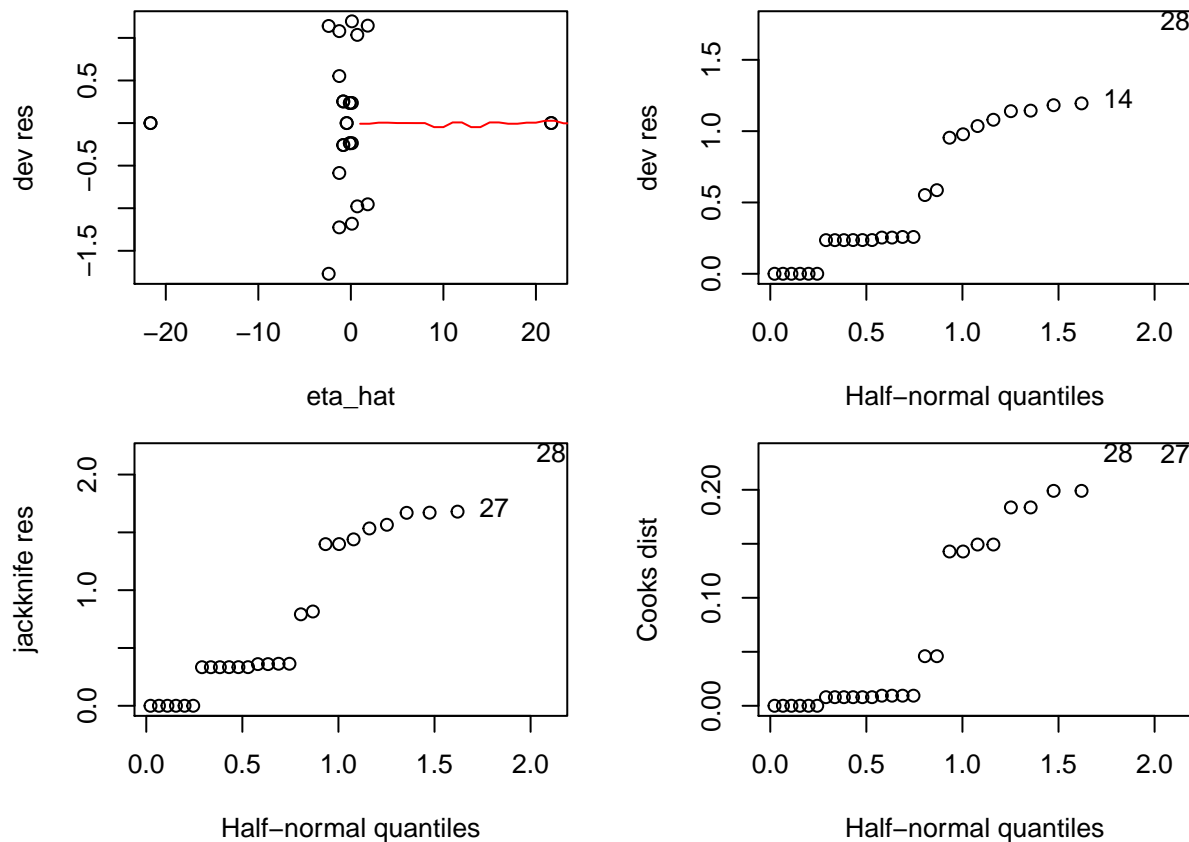 dev res
0.5
−0.5
−1.5
−20 −10 0 10 20
eta_hat
dev res
1.5
1.0
0.5
0.0
28
14
0.0 0.5 1.0 1.5 2.0
Half−normal quantiles
jackknife res
2.0
1.0
0.0
28
27
0.0 0.5 1.0 1.5 2.0
Half−normal quantiles
Cooks dist
0.20
0.10
0.00
28 27
0.0 0.5 1.0 1.5 2.0
Half−normal quantiles